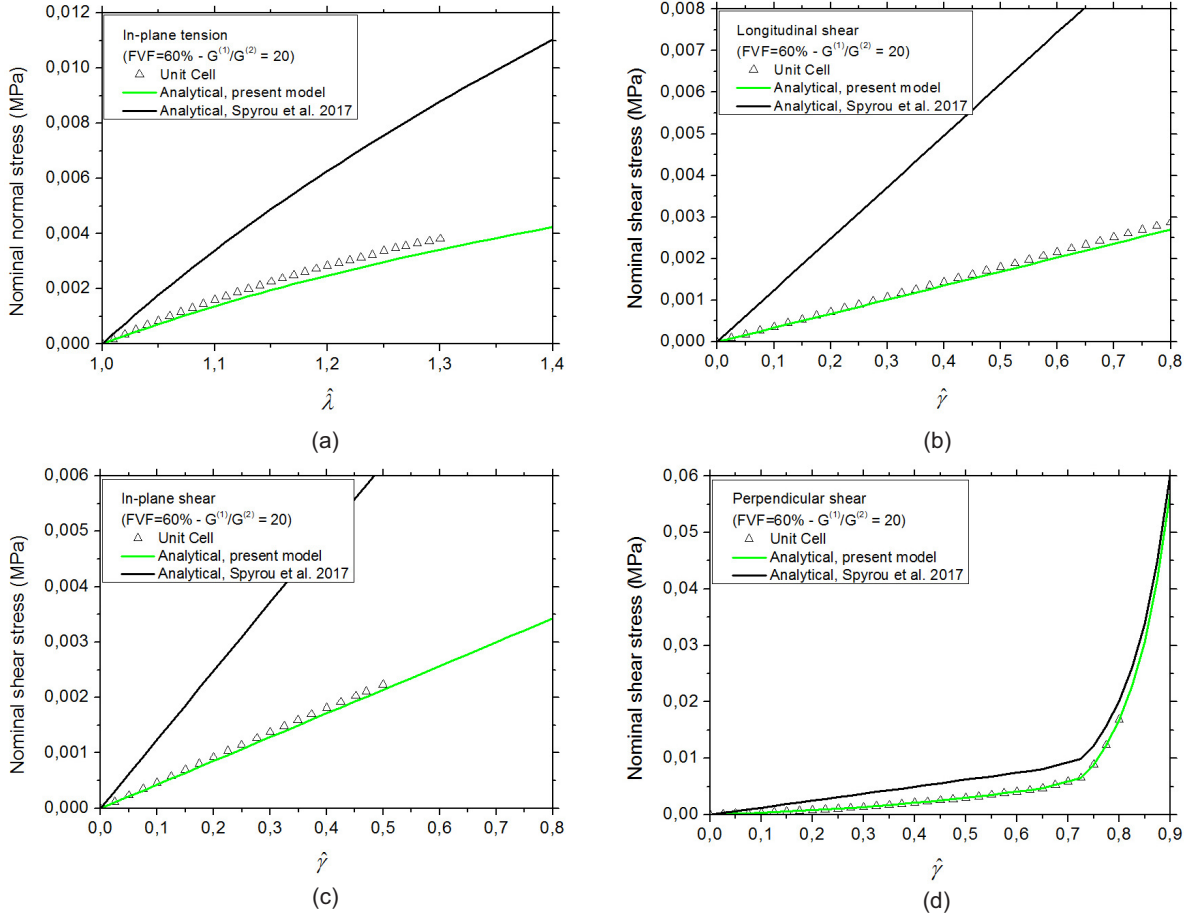 In-plane tension
(FVF=60% - G(1)/G(2) = 20)
Unit Cell
Analytical, present model
Analytical, Spyrou et al. 2017
Nominal normal stress (MPa)
0,012
0,010
0,008
0,006
0,004
0,002
0,000
1,0 1,1 1,2 1,3 1,4
λ̂
(a)
Longitudinal shear
(FVF=60% - G(1)/G(2) = 20)
Unit Cell
Analytical, present model
Analytical, Spyrou et al. 2017
Nominal shear stress (MPa)
0,008
0,007
0,006
0,005
0,004
0,003
0,002
0,001
0,000
0,0 0,1 0,2 0,3 0,4 0,5 0,6 0,7 0,8
γ̂
(b)
In-plane shear
(FVF=60% - G(1)/G(2) = 20)
Unit Cell
Analytical, present model
Analytical, Spyrou et al. 2017
Nominal shear stress (MPa)
0,006
0,005
0,004
0,003
0,002
0,001
0,000
0,0 0,1 0,2 0,3 0,4 0,5 0,6 0,7 0,8
γ̂
(c)
Perpendicular shear
(FVF=60% - G(1)/G(2) = 20)
Unit Cell
Analytical, present model
Analytical, Spyrou et al. 2017
Nominal shear stress (MPa)
0,06
0,05
0,04
0,03
0,02
0,01
0,00
0,0 0,1 0,2 0,3 0,4 0,5 0,6 0,7 0,8 0,9
γ̂
(d)